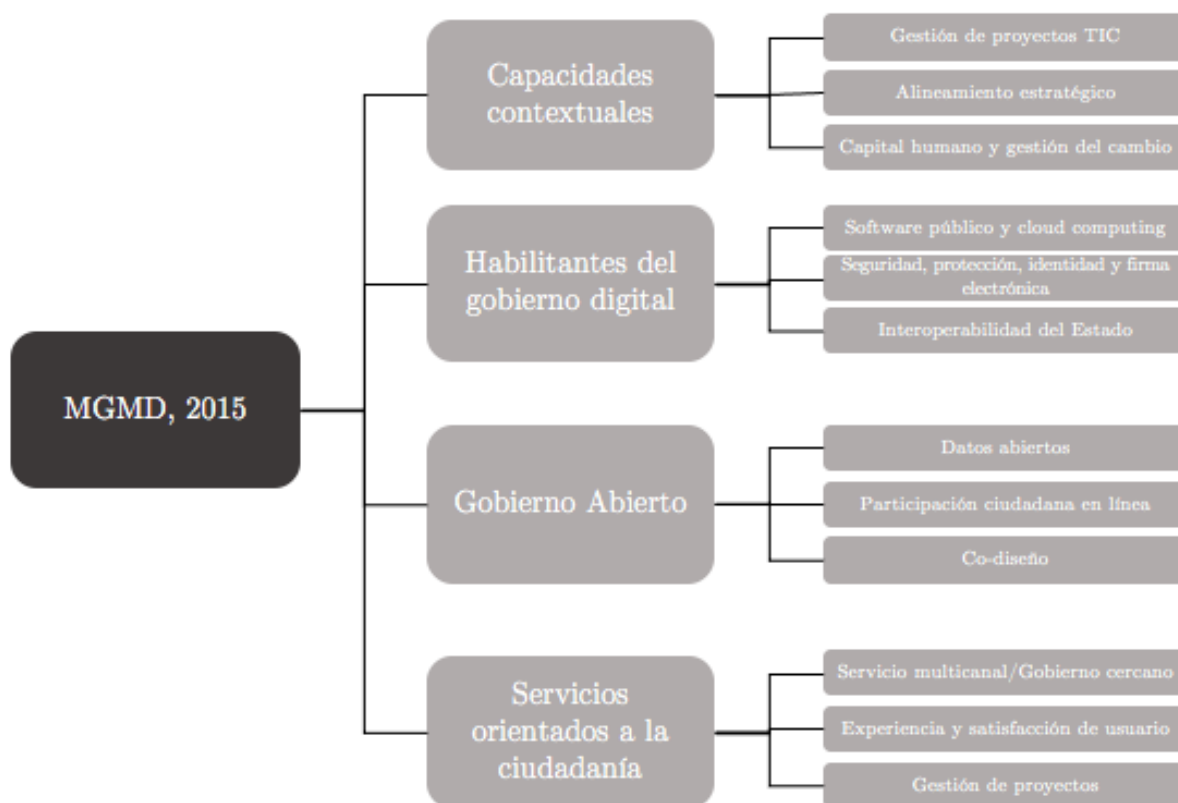 MGMD, 2015
Capacidades
contextuales
Gestión de proyectos TIC
Alineamiento estratégico
Capital humano y gestión del cambio
Habilitantes del
gobierno digital
Software público y cloud computing
Seguridad, protección, identidad y firma
electrónica
Interoperabilidad del Estado
Gobierno Abierto
Datos abiertos
Participación ciudadana en línea
Co-diseño
Servicios
orientados a la
ciudadanía
Servicio multicanal/Gobierno cercano
Experiencia y satisfacción de usuario
Gestión de proyectos